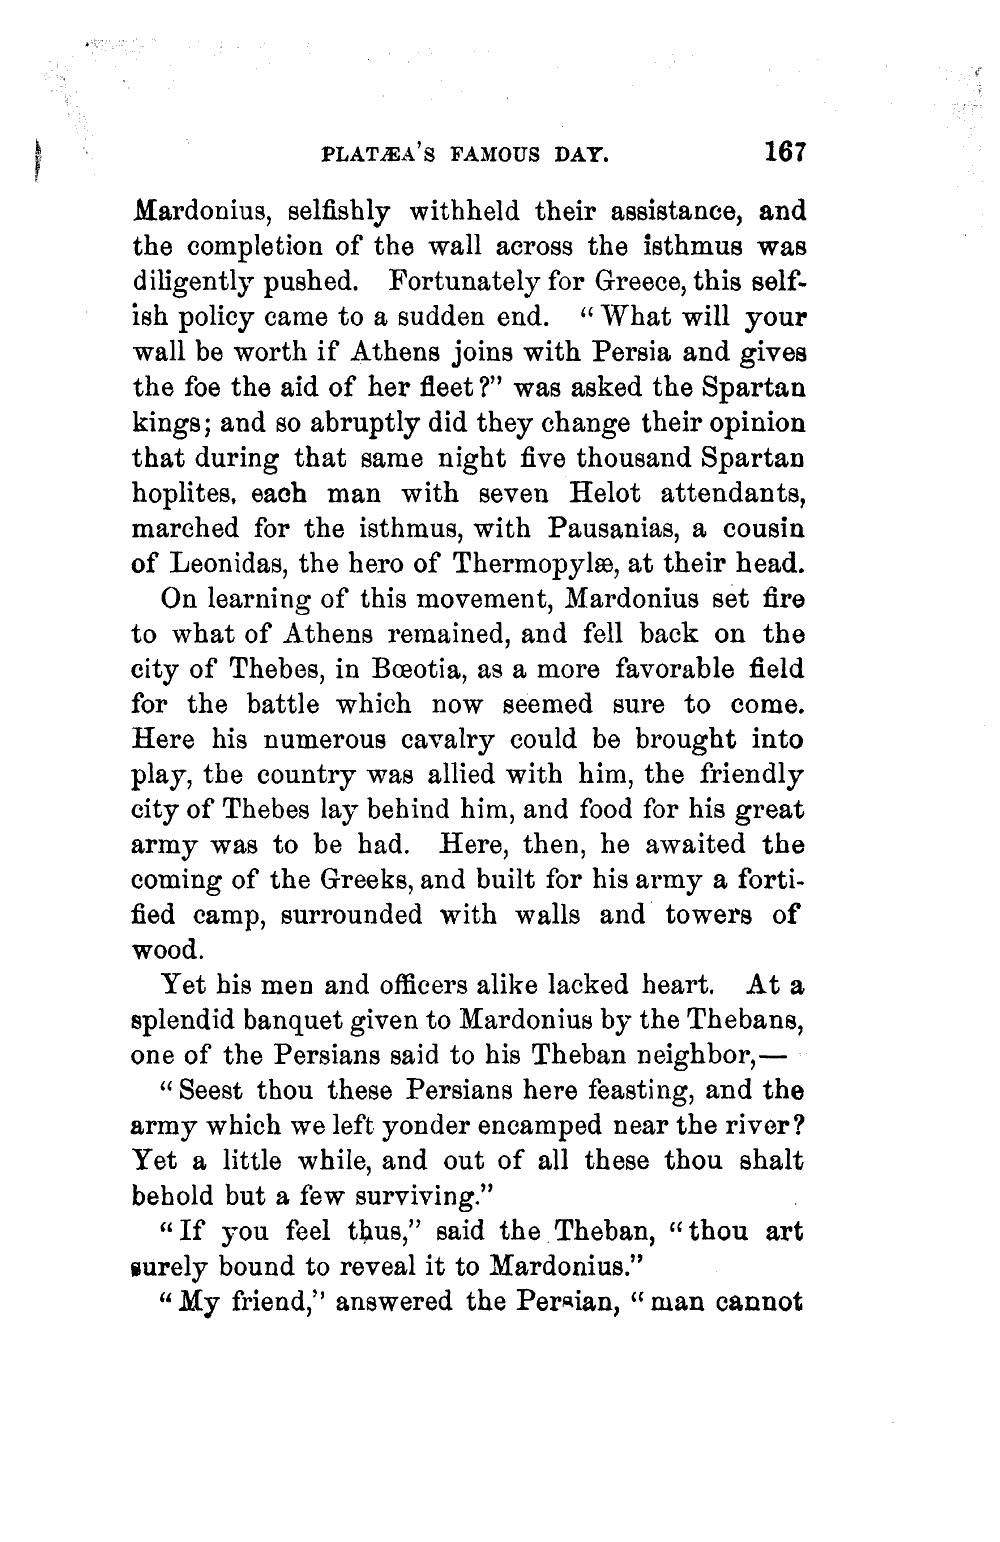 PLATÆA'S FAMOUS DAY. 167
Mardonius, selfishly withheld their assistance, and
the completion of the wall across the isthmus was
diligently pushed. Fortunately for Greece, this self-
ish policy came to a sudden end. “What will your
wall be worth if Athens joins with Persia and gives
the foe the aid of her fleet?” was asked the Spartan
kings; and so abruptly did they change their opinion
that during that same night five thousand Spartan
hoplites, each man with seven Helot attendants,
marched for the isthmus, with Pausanias, a cousin
of Leonidas, the hero of Thermopylæ, at their head.
On learning of this movement, Mardonius set fire
to what of Athens remained, and fell back on the
city of Thebes, in Bœotia, as a more favorable field
for the battle which now seemed sure to come.
Here his numerous cavalry could be brought into
play, the country was allied with him, the friendly
city of Thebes lay behind him, and food for his great
army was to be had. Here, then, he awaited the
coming of the Greeks, and built for his army a forti-
fied camp, surrounded with walls and towers of
wood.
Yet his men and officers alike lacked heart. At a
splendid banquet given to Mardonius by the Thebans,
one of the Persians said to his Theban neighbor,—
“Seest thou these Persians here feasting, and the
army which we left yonder encamped near the river?
Yet a little while, and out of all these thou shalt
behold but a few surviving.”
“If you feel thus,” said the Theban, “thou art
surely bound to reveal it to Mardonius.”
“My friend,” answered the Persian, “man cannot